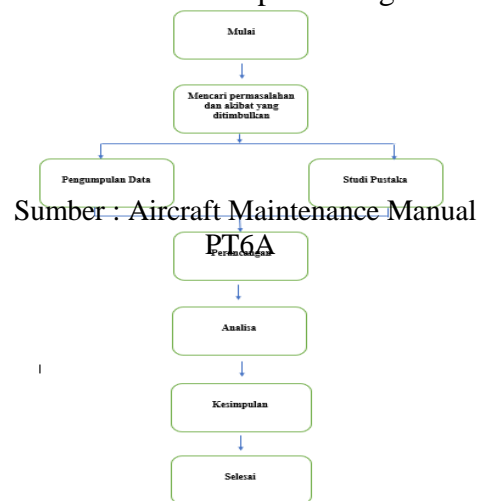 Mulai
Mencari permasalahan
dan akibat yang
ditimbulkan
Pengumpulan Data
Studi Pustaka
Sumber : Aircraft Maintenance Manual
PT6A
Perancangan
Analisa
Kesimpulan
Selesai